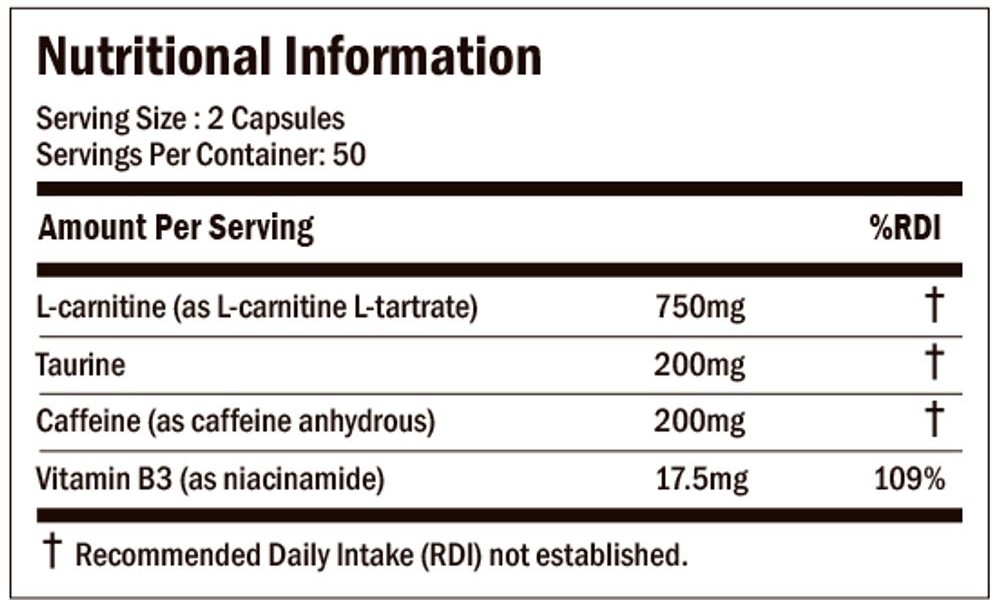 Nutritional Information
Serving Size : 2 Capsules
Servings Per Container: 50
Amount Per Serving %RDI
L-carnitine (as L-carnitine L-tartrate) 750mg †
Taurine 200mg †
Caffeine (as caffeine anhydrous) 200mg †
Vitamin B3 (as niacinamide) 17.5mg 109%
† Recommended Daily Intake (RDI) not established.